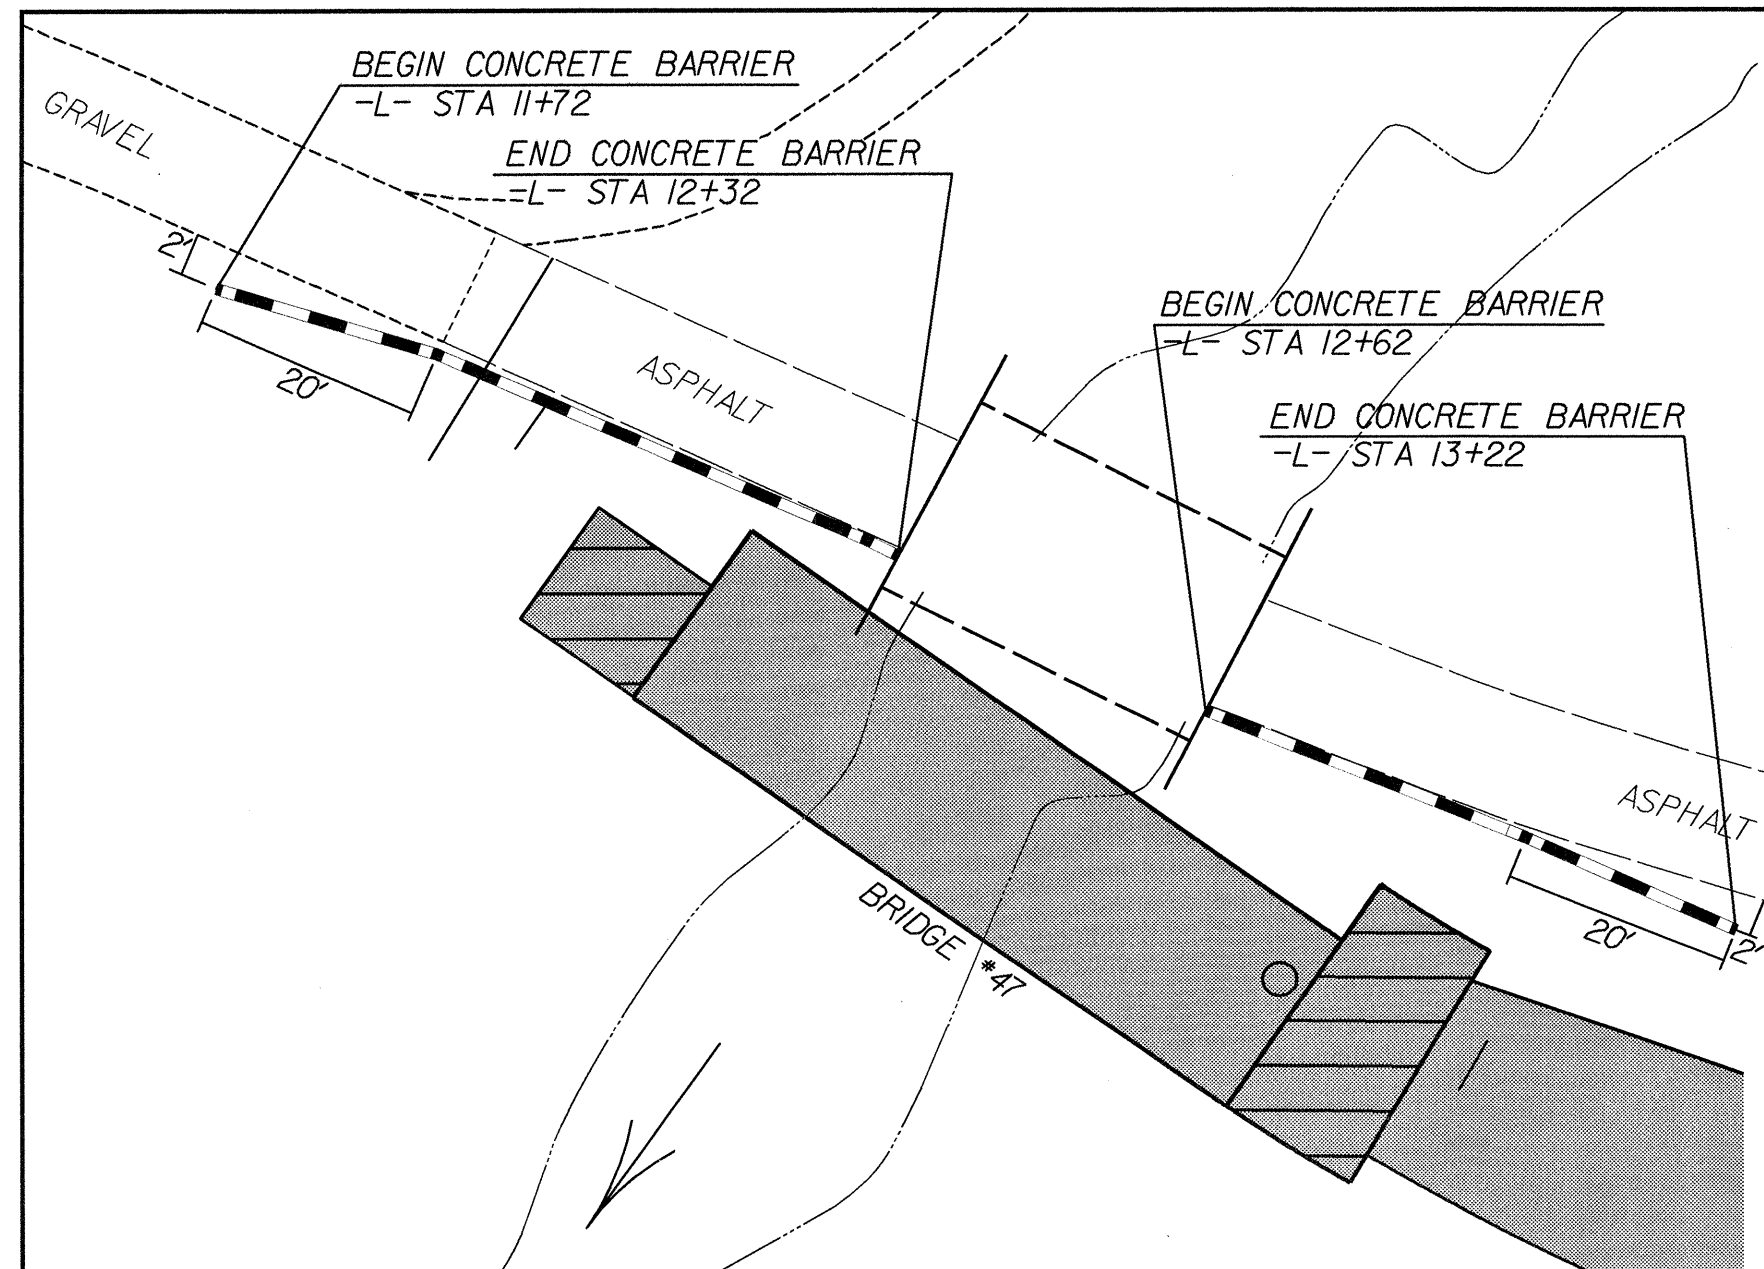 BEGIN CONCRETE BARRIER
-L- STA 11+72
GRAVEL
END CONCRETE BARRIER
-L- STA 12+32
2'
20'
ASPHALT
BEGIN CONCRETE BARRIER
-L- STA 12+62
END CONCRETE BARRIER
-L- STA 13+22
ASPHALT
20'
2'
BRIDGE #47